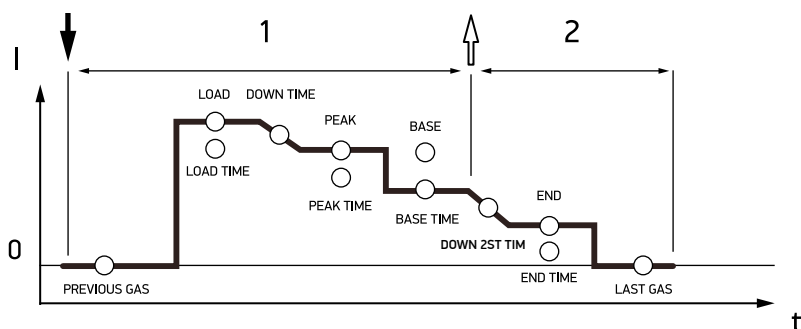 1
2
I
LOAD
DOWN TIME
PEAK
BASE
LOAD TIME
PEAK TIME
BASE TIME
END
DOWN 2ST TIM
0
END TIME
PREVIOUS GAS
LAST GAS
t